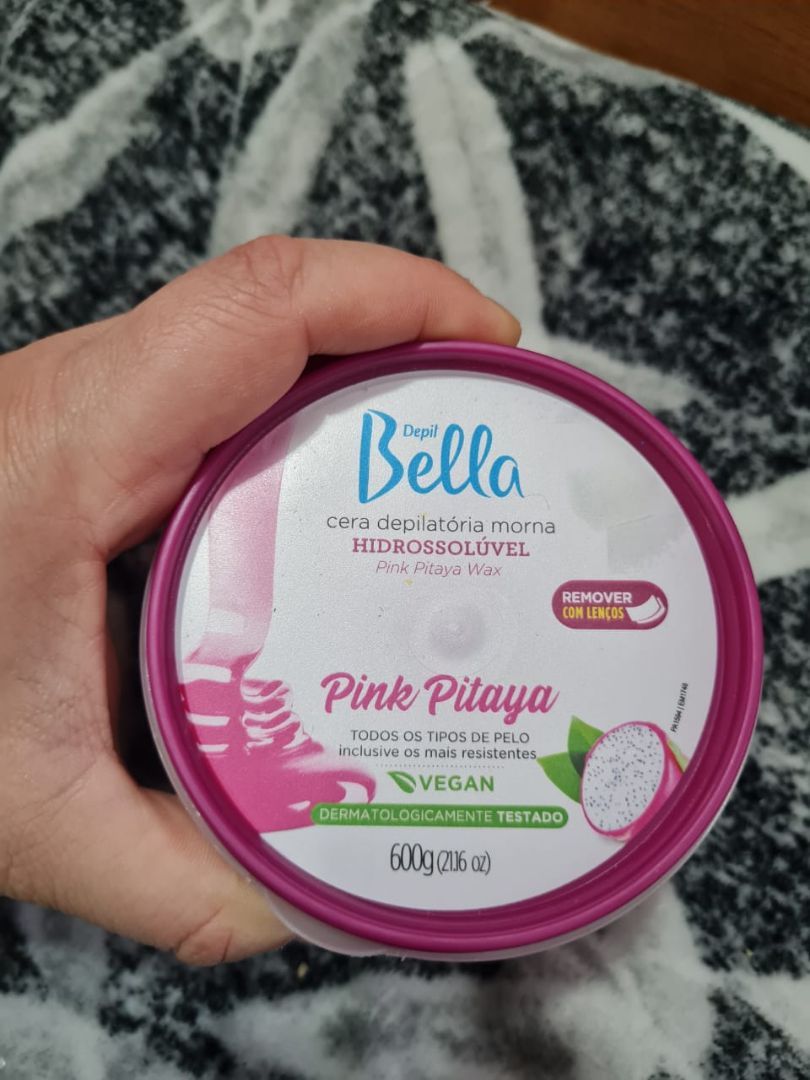 Depil
Bella
cera depilatória morna
HIDROSSOLÚVEL
Pink Pitaya Wax
REMOVER
COM LENÇOS
Pink Pitaya
TODOS OS TIPOS DE PELO
inclusive os mais resistentes
VEGAN
DERMATOLOGICAMENTE TESTADO
600g (21.16 oz)